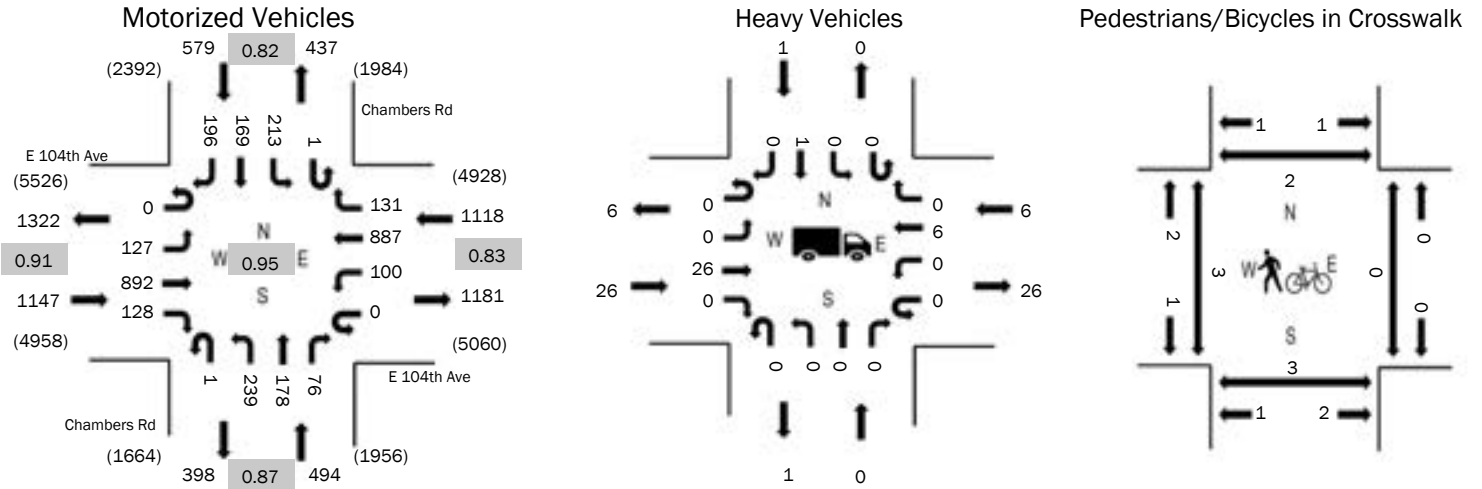 Motorized Vehicles
579 0.82 437
(2392) (1984)
Chambers Rd
196 169 213 1
E 104th Ave
(5526) (4928)
0 131
1322 1118
N
127 887
0.91 W 0.95 E 0.83
892 100
1147 S 1181
128 0
(4958) (5060)
1 239 178 76
E 104th Ave
Chambers Rd
(1664) (1956)
398 0.87 494
Heavy Vehicles
1 0
0 1 0 0
0 N 0
6 6
6
0 W E
26 0
26 26
0 S 0
0 0 0 0
1 0
Pedestrians/Bicycles in Crosswalk
1 1
2
N
2 0
3 W E 0
1 0
S
3
1 2